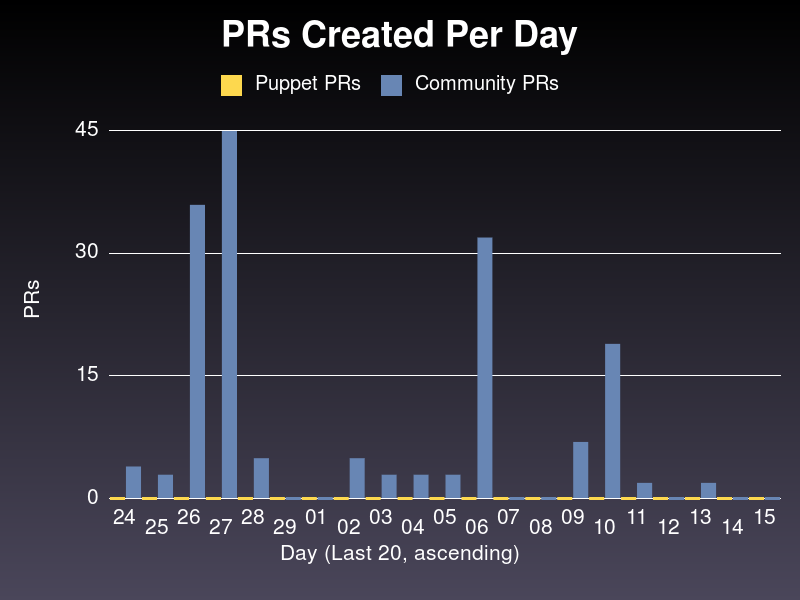 PRs Created Per Day
Puppet PRs Community PRs
45
30
15
0
PRs
24 25 26 27 28 29 01 02 03 04 05 06 07 08 09 10 11 12 13 14 15
Day (Last 20, ascending)